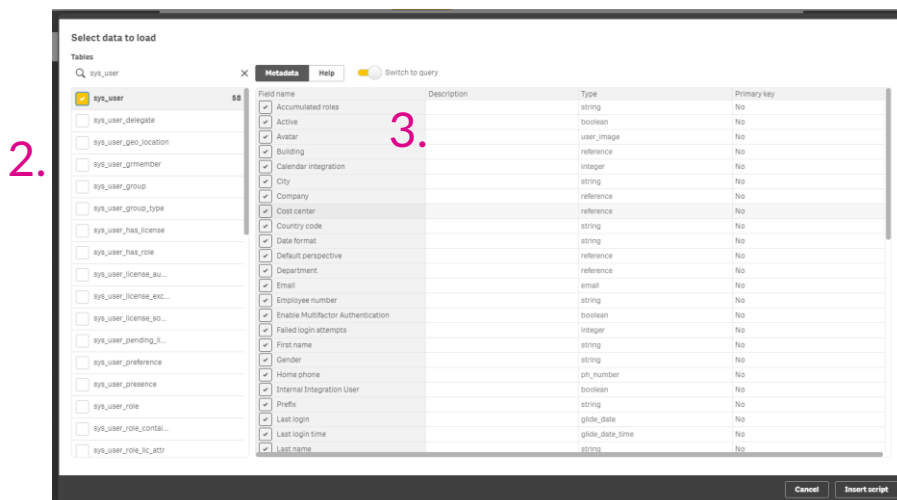 Select data to load
Tables
sys_user
Metadata Help Switch to query
2.
3.
sys_user 58
sys_user_delegate
sys_user_geo_location
sys_user_grmember
sys_user_group
sys_user_group_type
sys_user_has_license
sys_user_has_role
sys_user_license_au...
sys_user_license_exc...
sys_user_license_so...
sys_user_pending_li...
sys_user_preference
sys_user_presence
sys_user_role
sys_user_role_contai...
sys_user_role_lic_attr
Field name Description Type Primary key
Accumulated roles string No
Active boolean No
Avatar user_image No
Building reference No
Calendar integration integer No
City string No
Company reference No
Cost center reference No
Country code string No
Date format string No
Default perspective reference No
Department reference No
Email email No
Employee number string No
Enable Multifactor Authentication boolean No
Failed login attempts integer No
First name string No
Gender string No
Home phone ph_number No
Internal Integration User boolean No
Prefix string No
Last login glide_date No
Last login time glide_date_time No
Last name string No
Cancel Insert script